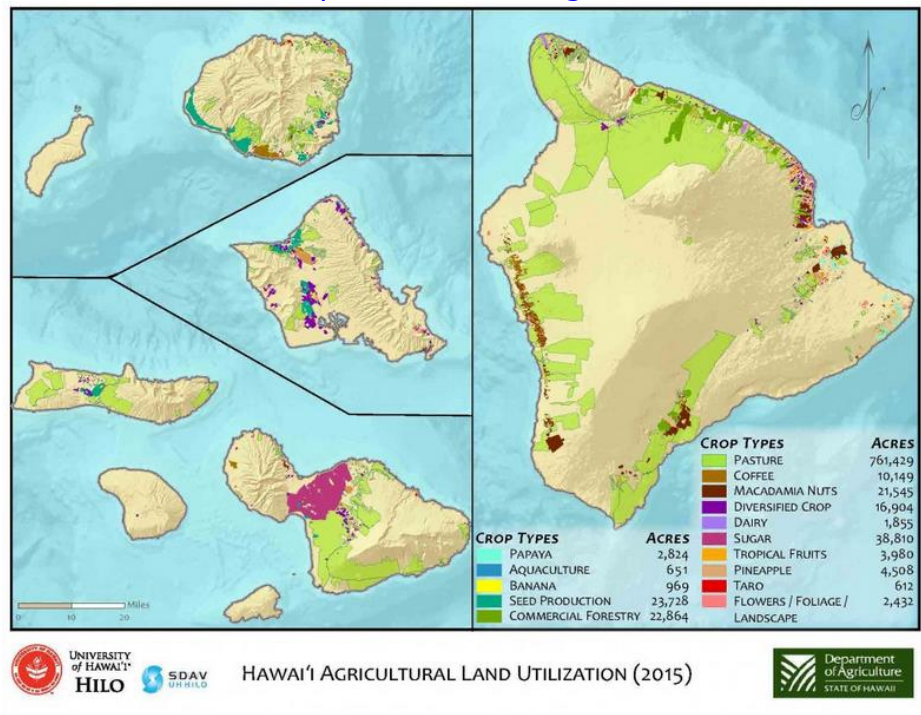 N
CROP TYPES ACRES
PASTURE 761,429
COFFEE 10,149
MACADAMIA NUTS 21,545
DIVERSIFIED CROP 16,904
DAIRY 1,855
SUGAR 38,810
TROPICAL FRUITS 3,980
PINEAPPLE 4,508
TARO 612
FLOWERS / FOLIAGE / 2,432
LANDSCAPE
CROP TYPES ACRES
PAPAYA 2,824
AQUACULTURE 651
BANANA 969
SEED PRODUCTION 23,728
COMMERCIAL FORESTRY 22,864
Miles
0 10 20
UNIVERSITY
of HAWAI'I
HILO
SDAV
UH HILO
HAWAI'I AGRICULTURAL LAND UTILIZATION (2015)
Department
of Agriculture
STATE OF HAWAII